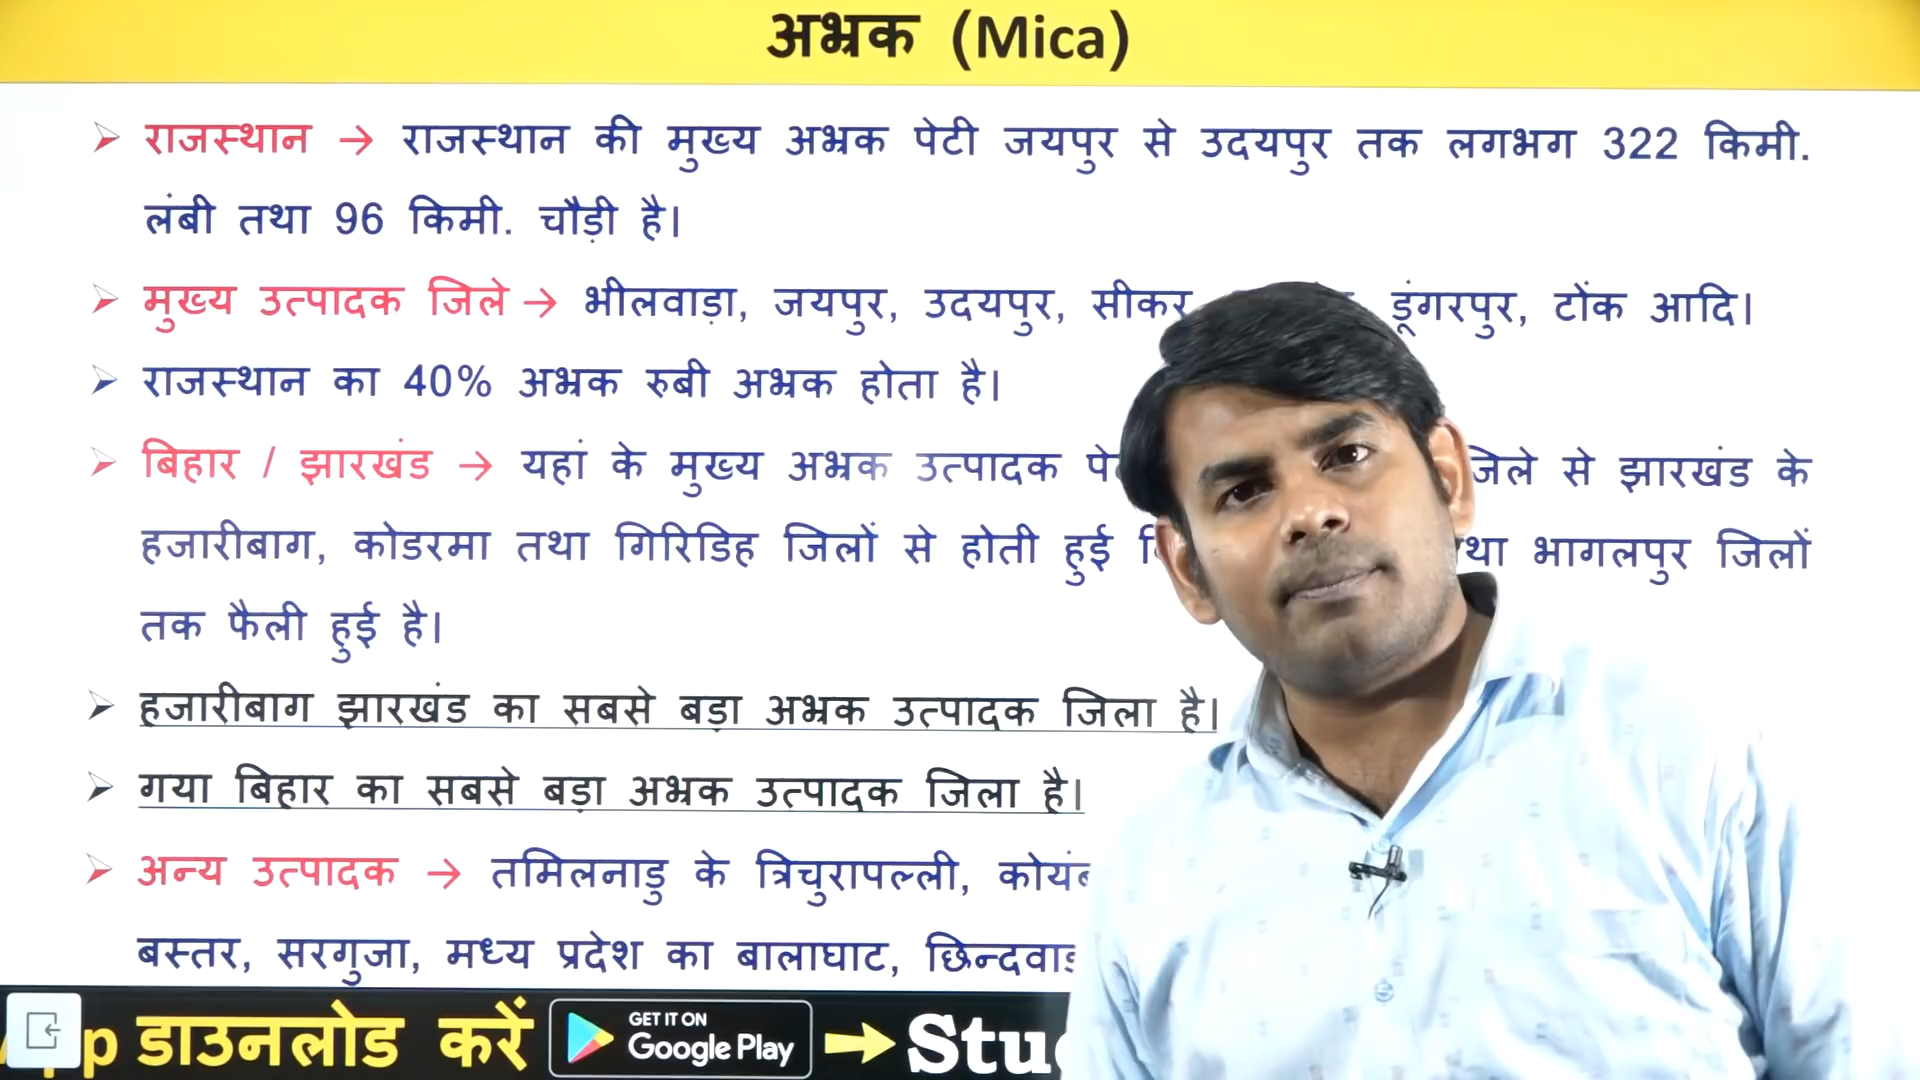 अभ्रक (Mica)
राजस्थान → राजस्थान की मुख्य अभ्रक पेटी जयपुर से उदयपुर तक लगभग 322 किमी.
लंबी तथा 96 किमी. चौड़ी है।
मुख्य उत्पादक जिले → भीलवाड़ा, जयपुर, उदयपुर, सीकर डूंगरपुर, टोंक आदि।
राजस्थान का 40% अभ्रक रुबी अभ्रक होता है।
बिहार / झारखंड → यहां के मुख्य अभ्रक उत्पादक जिले से झारखंड के
हजारीबाग, कोडरमा तथा गिरिडिह जिलों से होती हुई भागलपुर जिलों
तक फैली हुई है।
हजारीबाग झारखंड का सबसे बड़ा अभ्रक उत्पादक जिला है।
गया बिहार का सबसे बड़ा अभ्रक उत्पादक जिला है।
अन्य उत्पादक → तमिलनाडु के त्रिचुरापल्ली,
बस्तर, सरगुजा, मध्य प्रदेश का बालाघाट,
डाउनलोड करें GET IT ON Google Play